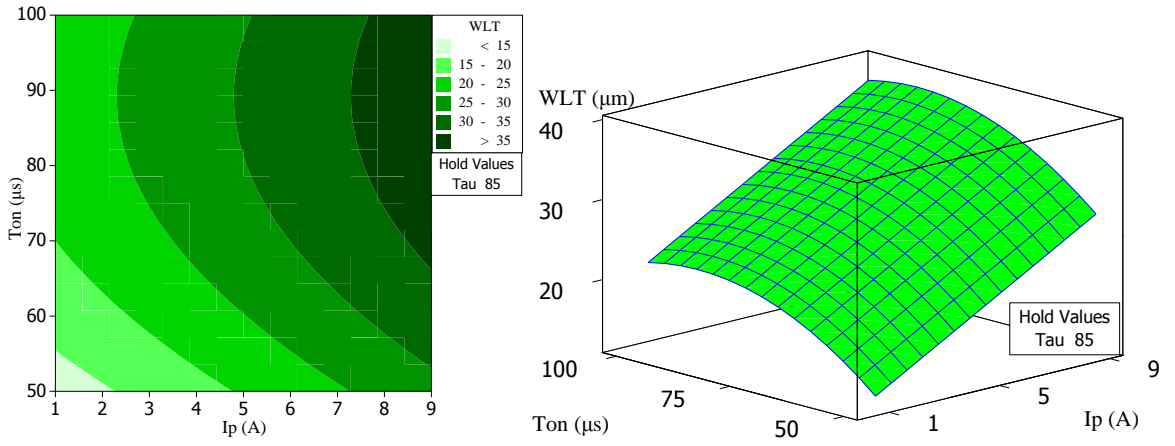 100
90
80
70
60
50
Ton (μs)
1 2 3 4 5 6 7 8 9
Ip (A)
WLT
< 15
15 - 20
20 - 25
25 - 30
30 - 35
> 35
Hold Values
Tau 85
WLT (μm)
40
30
20
100
75
50
Ton (μs)
1
5
9
Ip (A)
Hold Values
Tau 85